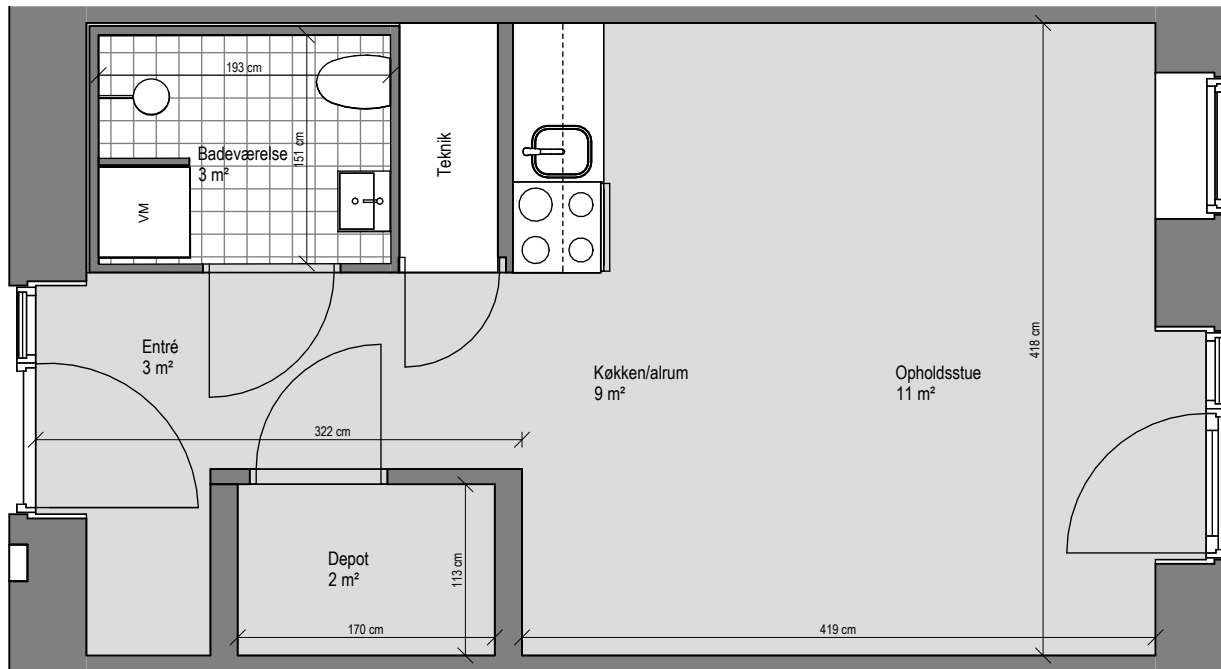 193 cm
151 cm
Badeværelse
3 m²
VM
Teknik
Entré
3 m²
418 cm
Køkken/alrum
9 m²
Opholdsstue
11 m²
322 cm
Depot
2 m²
113 cm
170 cm
419 cm